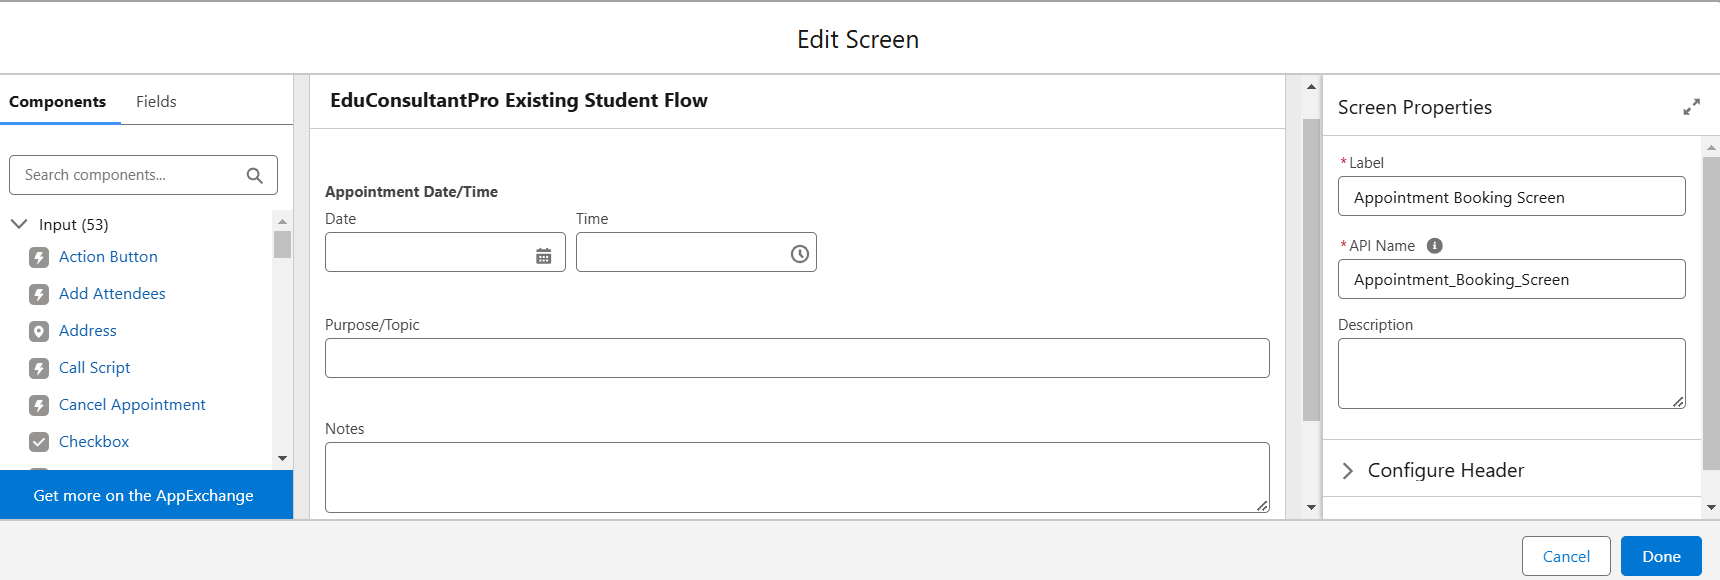 Edit Screen
Components
Fields
Search components...
Input (53)
Action Button
Add Attendees
Address
Call Script
Cancel Appointment
Checkbox
Get more on the AppExchange
EduConsultantPro Existing Student Flow
Appointment Date/Time
Date
Time
Purpose/Topic
Notes
Screen Properties
*Label
Appointment Booking Screen
*API Name
Appointment_Booking_Screen
Description
Configure Header
Cancel
Done